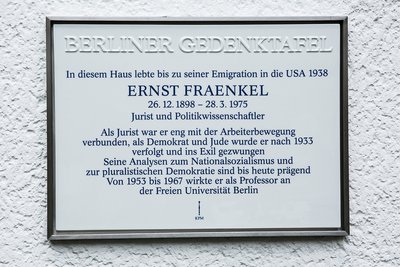 BERLINER GEDENKTAFEL
In diesem Haus lebte bis zu seiner Emigration in die USA 1938
ERNST FRAENKEL
26. 12. 1898 – 28. 3. 1975
Jurist und Politikwissenschaftler
Als Jurist war er eng mit der Arbeiterbewegung
verbunden, als Demokrat und Jude wurde er nach 1933
verfolgt und ins Exil gezwungen
Seine Analysen zum Nationalsozialismus und
zur pluralistischen Demokratie sind bis heute prägend
Von 1953 bis 1967 wirkte er als Professor an
der Freien Universität Berlin
KPM